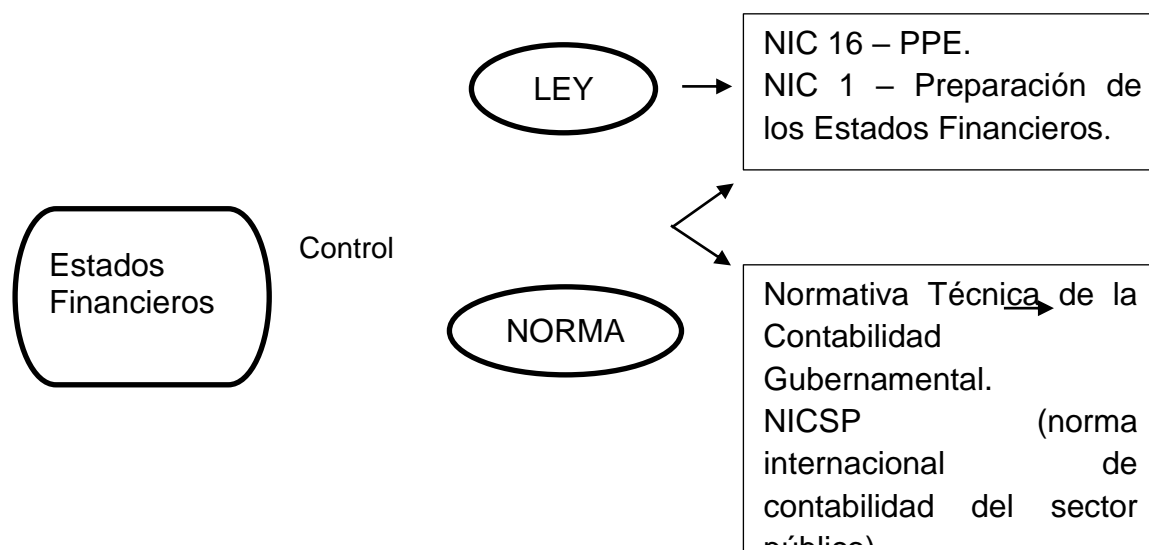 LEY
NIC 16 – PPE.
NIC 1 – Preparación de
los Estados Financieros.
Estados
Financieros
Control
NORMA
Normativa Técnica de la
Contabilidad
Gubernamental.
NICSP (norma
internacional de
contabilidad del sector